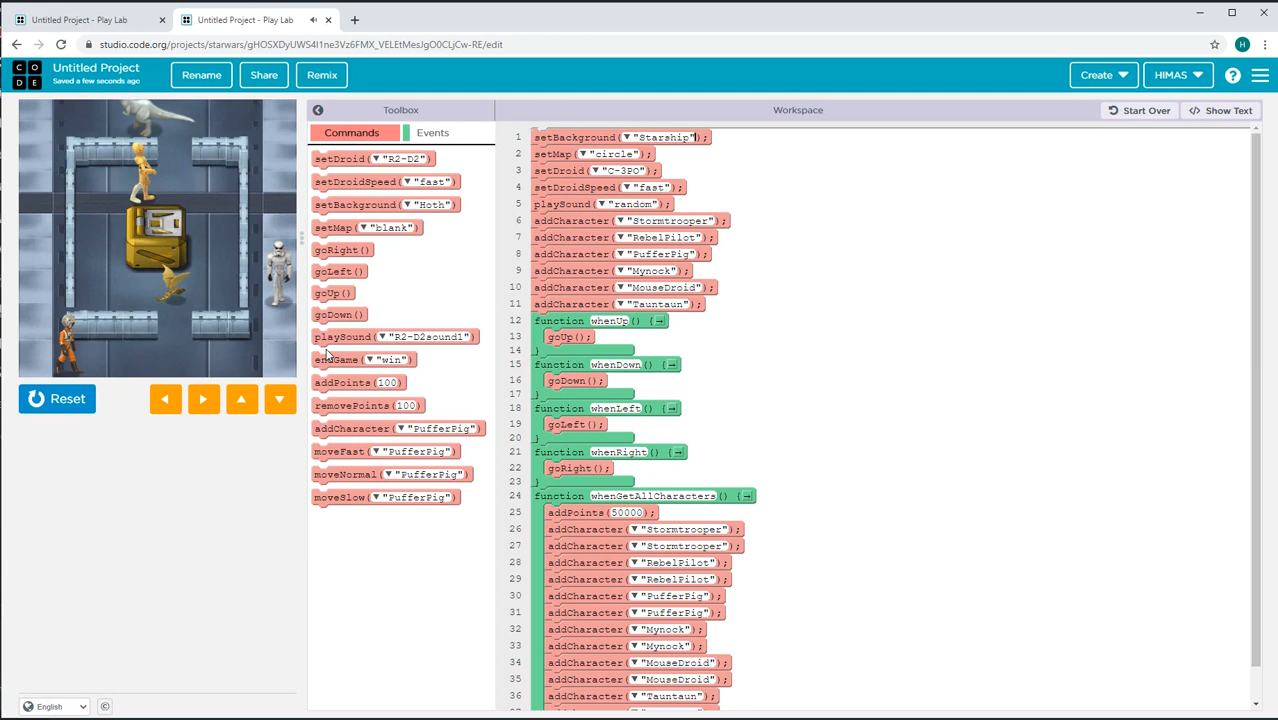 Untitled Project - Play Lab
Untitled Project - Play Lab
studio.code.org/projects/starwars/gHOSXDyUWS4I1ne3Vz6FMX_VELEtMesJgO0CLjCw-RE/edit
H
C O
D E
Untitled Project
Saved a few seconds ago
Rename
Share
Remix
Create
HIMAS
?
Toolbox
Workspace
Start Over
</> Show Text
Commands
Events
setDroid(▼"R2-D2")
setDroidSpeed(▼"fast")
setBackground(▼"Hoth")
setMap(▼"blank")
goRight()
goLeft()
goUp()
goDown()
playSound(▼"R2-D2sound1")
endGame(▼"win")
addPoints(100)
removePoints(100)
addCharacter(▼"PufferPig")
moveFast(▼"PufferPig")
moveNormal(▼"PufferPig")
moveSlow(▼"PufferPig")
1 setBackground(▼"Starship");
2 setMap(▼"circle");
3 setDroid(▼"C-3PO");
4 setDroidSpeed(▼"fast");
5 playSound(▼"random");
6 addCharacter(▼"Stormtrooper");
7 addCharacter(▼"RebelPilot");
8 addCharacter(▼"PufferPig");
9 addCharacter(▼"Mynock");
10 addCharacter(▼"MouseDroid");
11 addCharacter(▼"Tauntaun");
12 function whenUp() {→
13 goUp();
14 }
15 function whenDown() {→
16 goDown();
17 }
18 function whenLeft() {→
19 goLeft();
20 }
21 function whenRight() {→
22 goRight();
23 }
24 function whenGetAllCharacters() {→
25 addPoints(50000);
26 addCharacter(▼"Stormtrooper");
27 addCharacter(▼"Stormtrooper");
28 addCharacter(▼"RebelPilot");
29 addCharacter(▼"RebelPilot");
30 addCharacter(▼"PufferPig");
31 addCharacter(▼"PufferPig");
32 addCharacter(▼"Mynock");
33 addCharacter(▼"Mynock");
34 addCharacter(▼"MouseDroid");
35 addCharacter(▼"MouseDroid");
36 addCharacter(▼"Tauntaun");
Reset
English
©